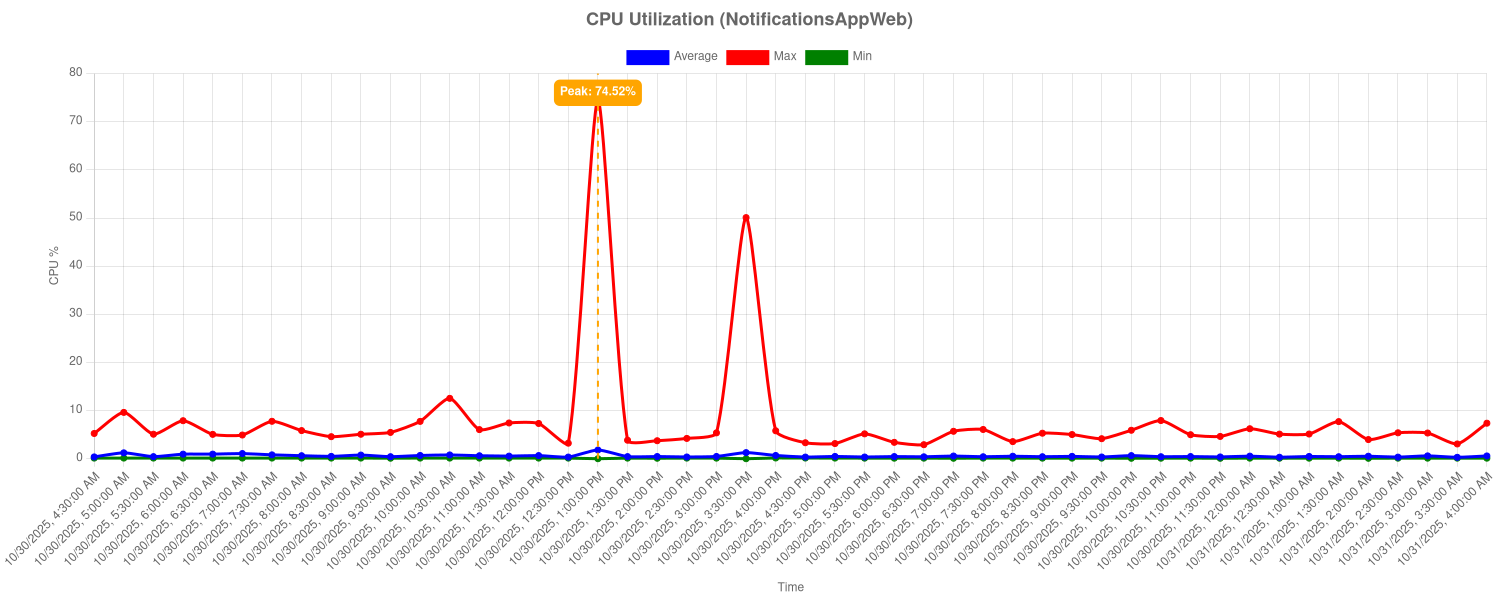 CPU Utilization (NotificationsAppWeb)
Average Max Min
Peak: 74.52%
80
70
60
50
40
30
20
10
0
CPU %
10/30/2025, 4:30:00 AM
10/30/2025, 5:00:00 AM
10/30/2025, 5:30:00 AM
10/30/2025, 6:00:00 AM
10/30/2025, 6:30:00 AM
10/30/2025, 7:00:00 AM
10/30/2025, 7:30:00 AM
10/30/2025, 8:00:00 AM
10/30/2025, 8:30:00 AM
10/30/2025, 9:00:00 AM
10/30/2025, 9:30:00 AM
10/30/2025, 10:00:00 AM
10/30/2025, 10:30:00 AM
10/30/2025, 11:00:00 AM
10/30/2025, 11:30:00 AM
10/30/2025, 12:00:00 PM
10/30/2025, 12:30:00 PM
10/30/2025, 1:00:00 PM
10/30/2025, 1:30:00 PM
10/30/2025, 2:00:00 PM
10/30/2025, 2:30:00 PM
10/30/2025, 3:00:00 PM
10/30/2025, 3:30:00 PM
10/30/2025, 4:00:00 PM
10/30/2025, 4:30:00 PM
10/30/2025, 5:00:00 PM
10/30/2025, 5:30:00 PM
10/30/2025, 6:00:00 PM
10/30/2025, 6:30:00 PM
10/30/2025, 7:00:00 PM
10/30/2025, 7:30:00 PM
10/30/2025, 8:00:00 PM
10/30/2025, 8:30:00 PM
10/30/2025, 9:00:00 PM
10/30/2025, 9:30:00 PM
10/30/2025, 10:00:00 PM
10/30/2025, 10:30:00 PM
10/30/2025, 11:00:00 PM
10/30/2025, 11:30:00 PM
10/31/2025, 12:00:00 AM
10/31/2025, 12:30:00 AM
10/31/2025, 1:00:00 AM
10/31/2025, 1:30:00 AM
10/31/2025, 2:00:00 AM
10/31/2025, 2:30:00 AM
10/31/2025, 3:00:00 AM
10/31/2025, 3:30:00 AM
10/31/2025, 4:00:00 AM
Time